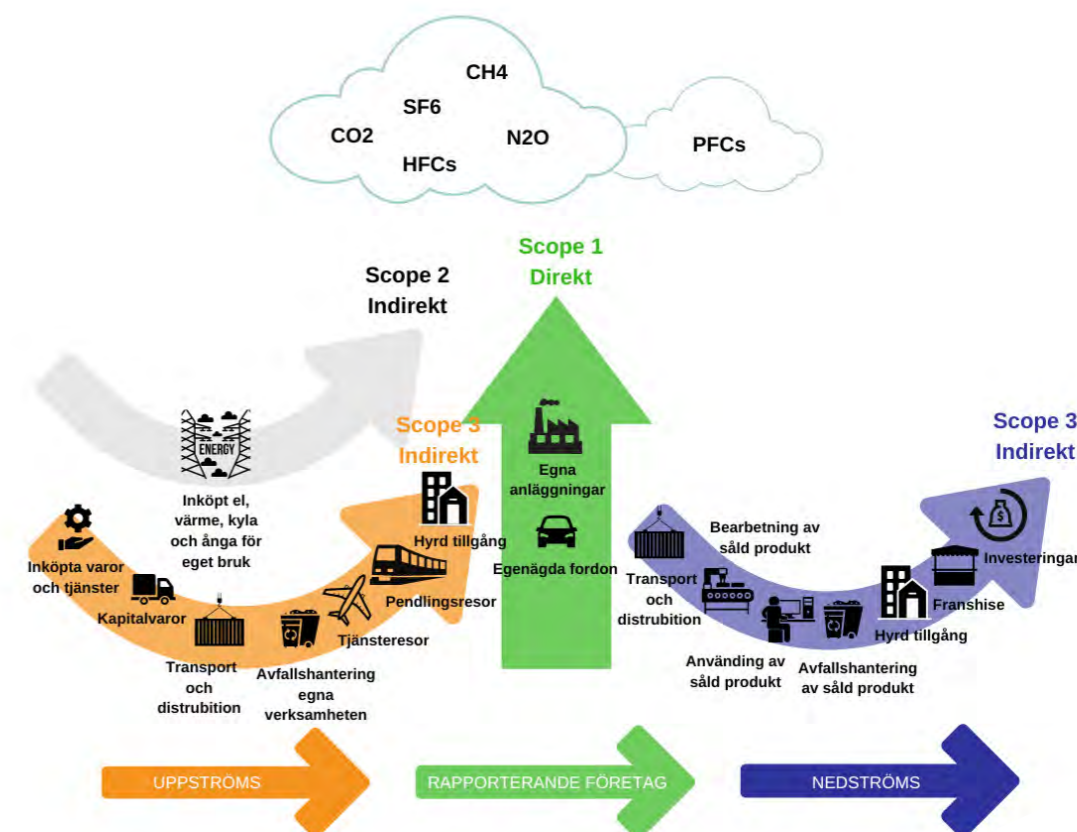 CH4
SF6
CO2
N2O
HFCs
PFCs
Scope 1
Direkt
Scope 2
Indirekt
ENERGY
Inköpt el,
värme, kyla
och ånga för
eget bruk
Scope 3
Indirekt
Inköpta varor
och tjänster
Kapitalvaror
Transport
och
distrubition
Avfallshantering
egna
verksamheten
Tjänsteresor
Pendlingsresor
Hyrd tillgång
Egna
anläggningar
Egenägda fordon
Scope 3
Indirekt
Transport
och
distrubition
Bearbetning av
såld produkt
Använding av
såld produkt
Avfallshantering
av såld produkt
Hyrd tillgång
Franshise
$
Investeringar
UPPSTRÖMS
RAPPORTERANDE FÖRETAG
NEDSTRÖMS